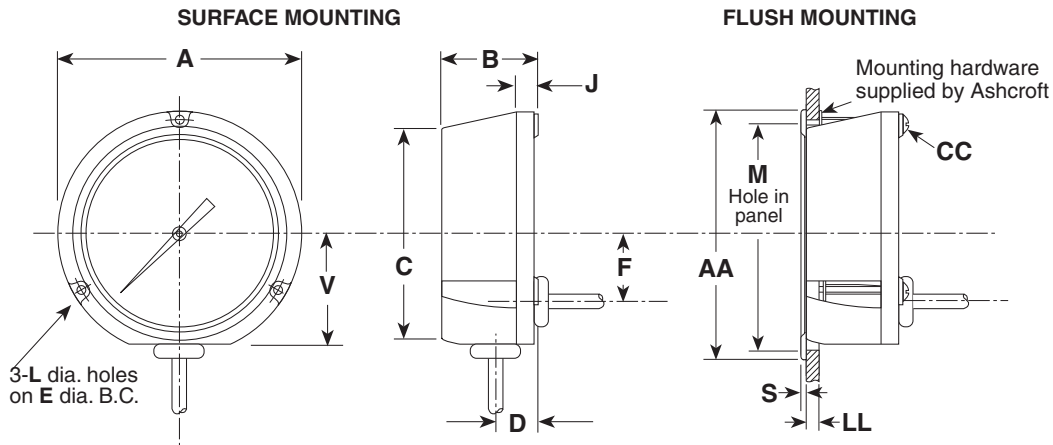 SURFACE MOUNTING
FLUSH MOUNTING
A
B
J
Mounting hardware
supplied by Ashcroft
CC
M
Hole in
panel
V
C
F
AA
3-L dia. holes
on E dia. B.C.
D
S
LL